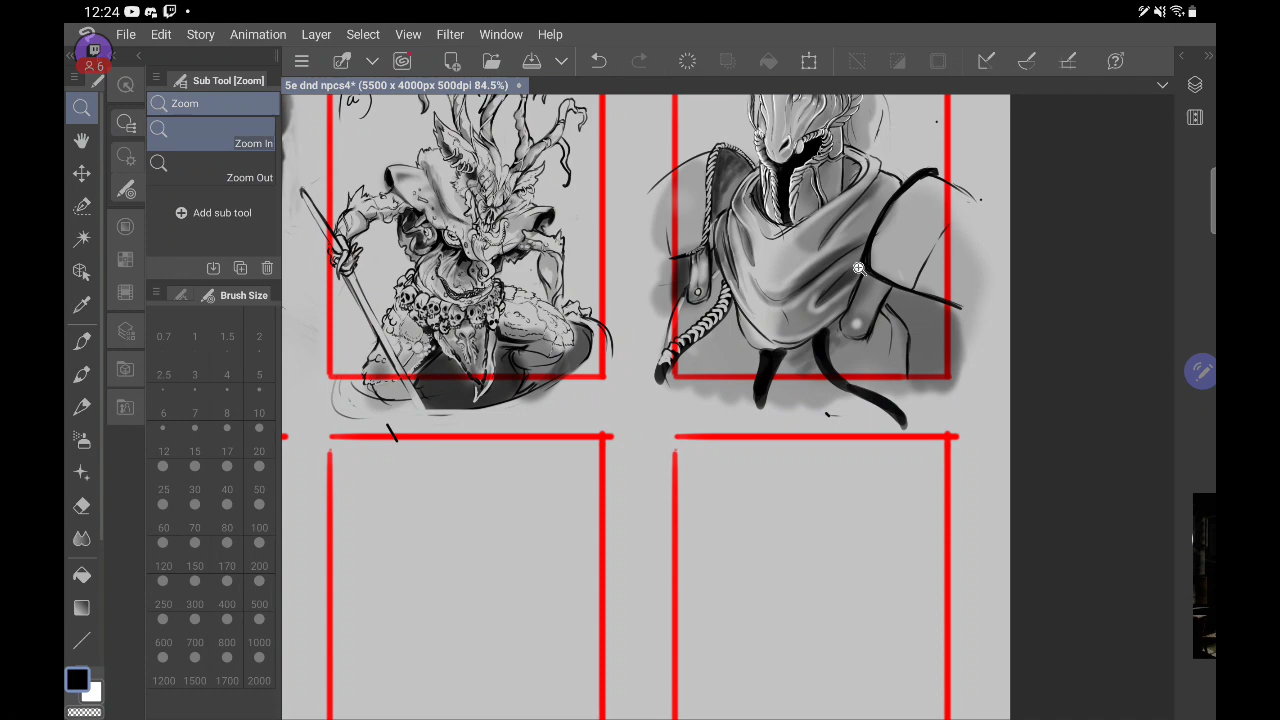 12:24
File Edit Story Animation Layer Select View Filter Window Help
6
Sub Tool [Zoom]
5e dnd npcs4* (5500 x 4000px 500dpi 84.5%)
Zoom
Zoom In
Zoom Out
Add sub tool
Brush Size
0.7 1 1.5 2
2.5 3 4 5
6 7 8 10
12 15 17 20
25 30 40 50
60 70 80 100
120 150 170 200
250 300 400 500
600 700 800 1000
1200 1500 1700 2000